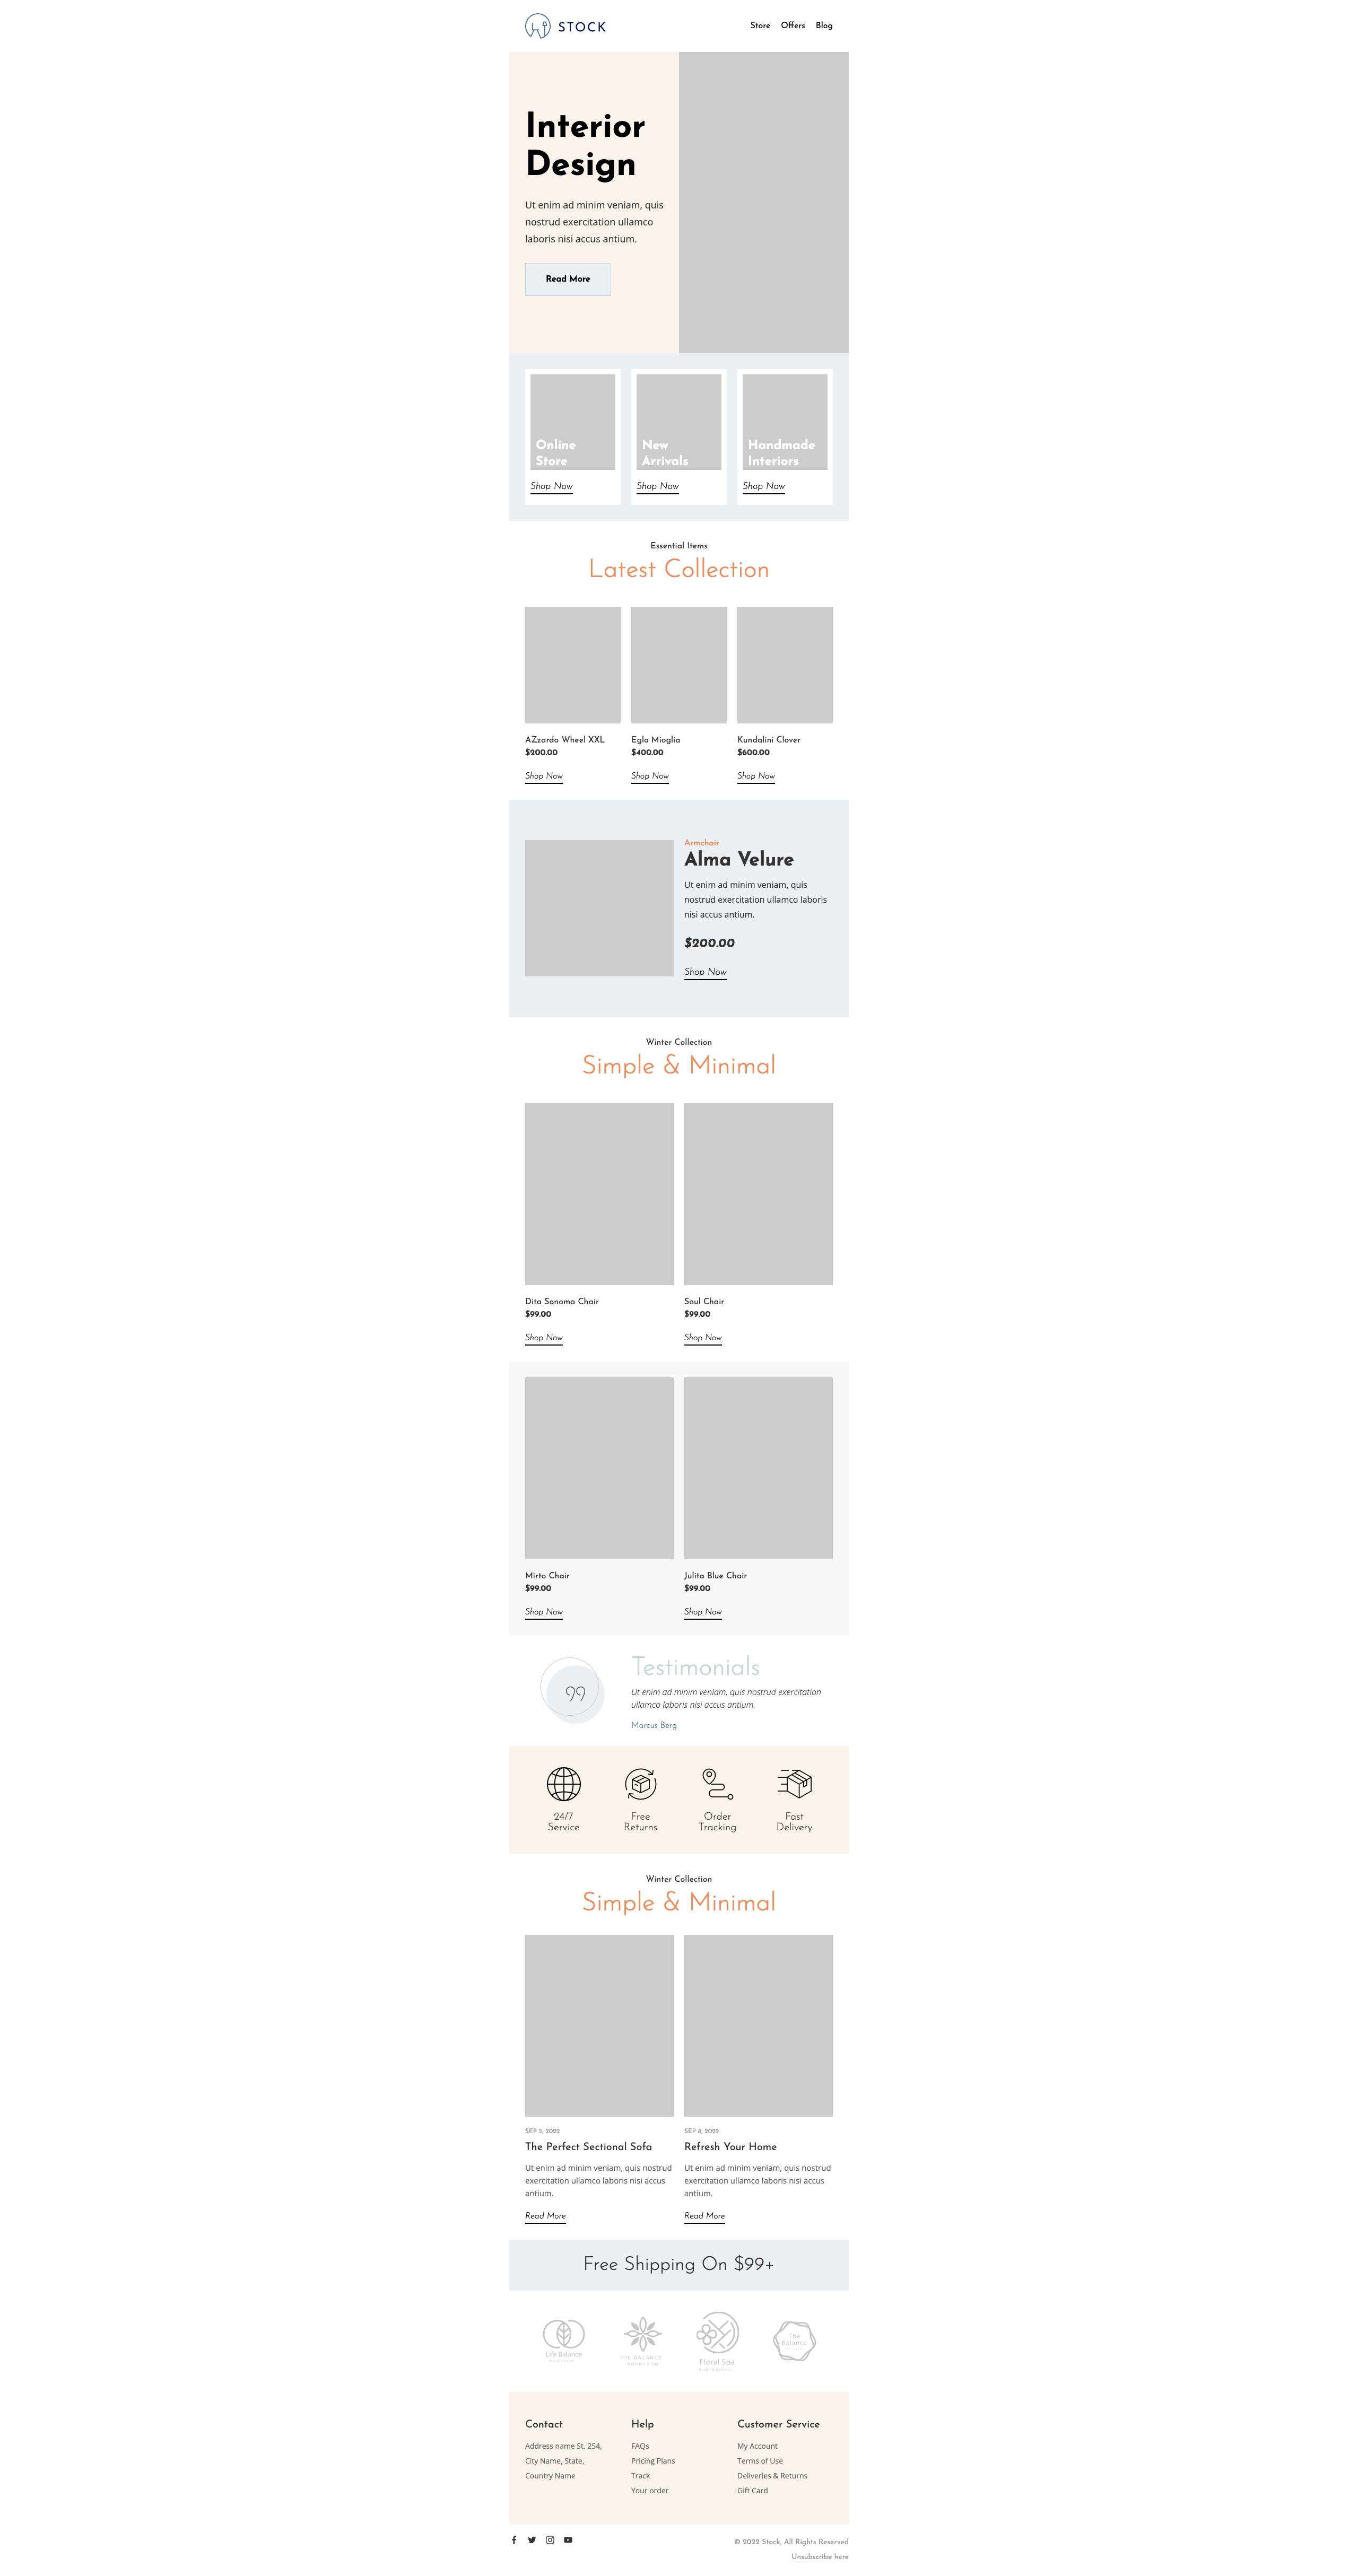 STOCK
Store Offers Blog
Interior
Design
Ut enim ad minim veniam, quis
nostrud exercitation ullamco
laboris nisi accus antium.
Read More
Online
Store
Shop Now
New
Arrivals
Shop Now
Handmade
Interiors
Shop Now
Essential Items
Latest Collection
AZzardo Wheel XXL
$200.00
Shop Now
Eglo Mioglia
$400.00
Shop Now
Kundalini Clover
$600.00
Shop Now
Armchair
Alma Velure
Ut enim ad minim veniam, quis
nostrud exercitation ullamco laboris
nisi accus antium.
$200.00
Shop Now
Winter Collection
Simple & Minimal
Dita Sonoma Chair
$99.00
Shop Now
Soul Chair
$99.00
Shop Now
Mirto Chair
$99.00
Shop Now
Julita Blue Chair
$99.00
Shop Now
Testimonials
Ut enim ad minim veniam, quis nostrud exercitation
ullamco laboris nisi accus antium.
Marcus Berg
24/7
Service
Free
Returns
Order
Tracking
Fast
Delivery
Winter Collection
Simple & Minimal
SEP 5, 2022
The Perfect Sectional Sofa
Ut enim ad minim veniam, quis nostrud
exercitation ullamco laboris nisi accus
antium.
Read More
SEP 8, 2022
Refresh Your Home
Ut enim ad minim veniam, quis nostrud
exercitation ullamco laboris nisi accus
antium.
Read More
Free Shipping On $99+
Life Balance
THE BALANCE
Floral Spa
The
Balance
Contact
Address name St. 254,
City Name, State,
Country Name
Help
FAQs
Pricing Plans
Track
Your order
Customer Service
My Account
Terms of Use
Deliveries & Returns
Gift Card
© 2022 Stock, All Rights Reserved
Unsubscribe here